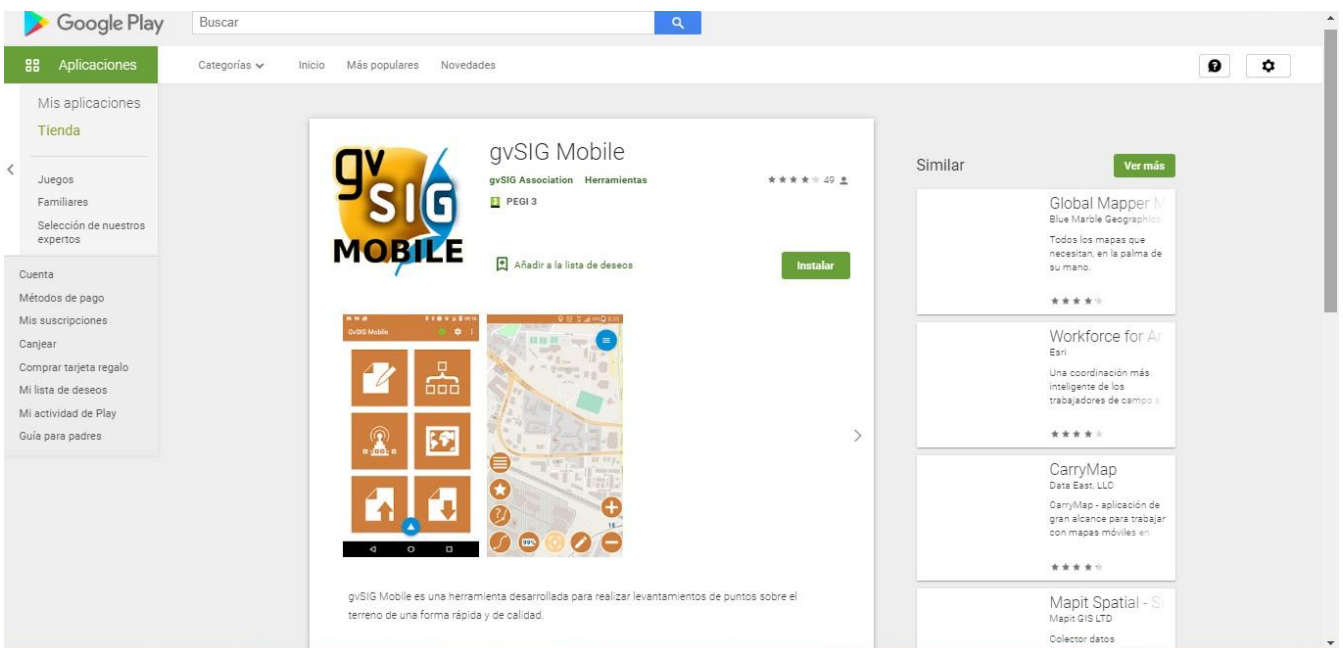 Google Play
Buscar
Aplicaciones
Categorías
Inicio
Más populares
Novedades
Mis aplicaciones
Tienda
Juegos
Familiares
Selección de nuestros
expertos
Cuenta
Métodos de pago
Mis suscripciones
Canjear
Comprar tarjeta regalo
Mi lista de deseos
Mi actividad de Play
Guía para padres
gv
SIG
MOBILE
gvSIG Mobile
gvSIG Association Herramientas
49
3 PEGI 3
Añadir a la lista de deseos
Instalar
GvSIG Mobile
99%
18
gvSIG Mobile es una herramienta desarrollada para realizar levantamientos de puntos sobre el
terreno de una forma rápida y de calidad.
Similar
Ver más
Global Mapper M
Blue Marble Geographics
Todos los mapas que
necesitan, en la palma de
su mano.
Workforce for Ar
Esri
Una coordinación más
inteligente de los
trabajadores de campo
CarryMap
Data East, LLC
CarryMap - aplicación de
gran alcance para trabajar
con mapas móviles en
Mapit Spatial - S
Mapit GIS LTD
Colector datos